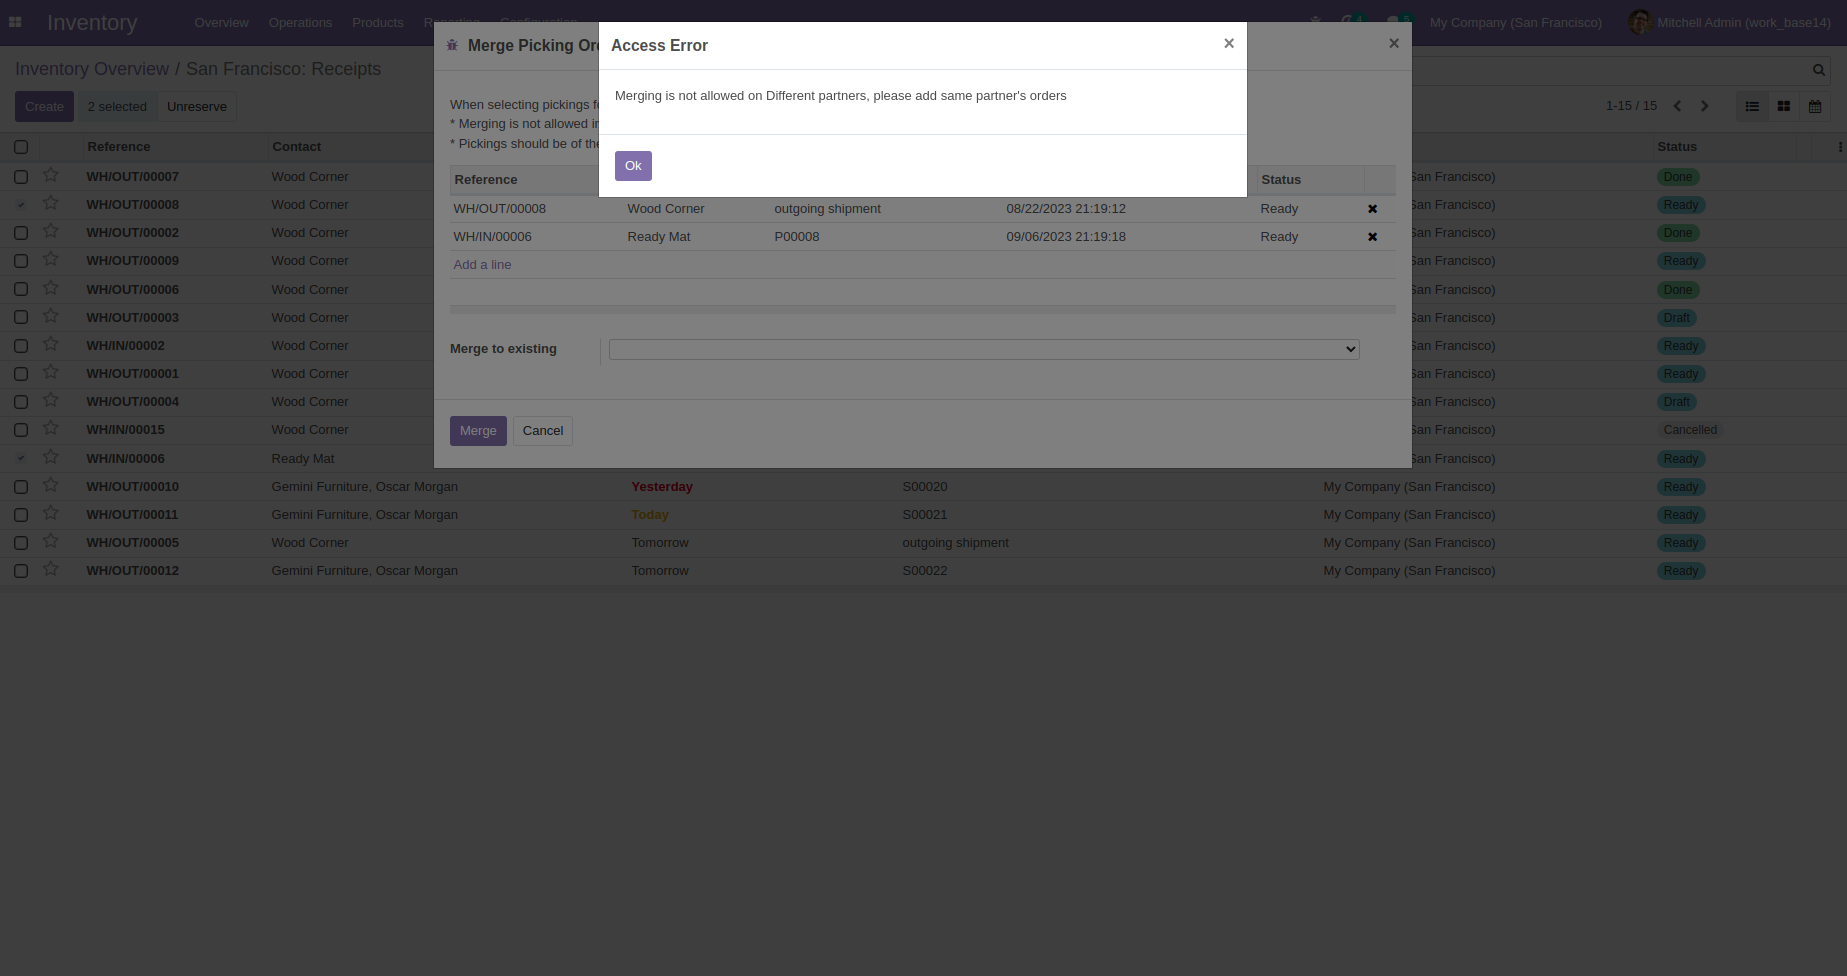 Inventory Overview Operations Products Reporting Configuration 4 5 My Company (San Francisco) Mitchell Admin (work_base14)
Inventory Overview / San Francisco: Receipts
Create 2 selected Unreserve 1-15 / 15
Merge Picking
Access Error
×
×
Merging is not allowed on Different partners, please add same partner's orders
Ok
When selecting pickings
* Merging is not allowed
* Pickings should be of
Reference Status
WH/OUT/00008 Wood Corner outgoing shipment 08/22/2023 21:19:12 Ready
WH/IN/00006 Ready Mat P00008 09/06/2023 21:19:18 Ready
Add a line
Merge to existing
Merge Cancel
Reference Contact Status
WH/OUT/00007 Wood Corner San Francisco) Done
WH/OUT/00008 Wood Corner San Francisco) Ready
WH/OUT/00002 Wood Corner San Francisco) Done
WH/OUT/00009 Wood Corner San Francisco) Ready
WH/OUT/00006 Wood Corner San Francisco) Done
WH/OUT/00003 Wood Corner San Francisco) Draft
WH/IN/00002 Wood Corner San Francisco) Ready
WH/OUT/00001 Wood Corner San Francisco) Ready
WH/OUT/00004 Wood Corner San Francisco) Draft
WH/IN/00015 Wood Corner San Francisco) Cancelled
WH/IN/00006 Ready Mat San Francisco) Ready
WH/OUT/00010 Gemini Furniture, Oscar Morgan Yesterday S00020 My Company (San Francisco) Ready
WH/OUT/00011 Gemini Furniture, Oscar Morgan Today S00021 My Company (San Francisco) Ready
WH/OUT/00005 Wood Corner Tomorrow outgoing shipment My Company (San Francisco) Ready
WH/OUT/00012 Gemini Furniture, Oscar Morgan Tomorrow S00022 My Company (San Francisco) Ready